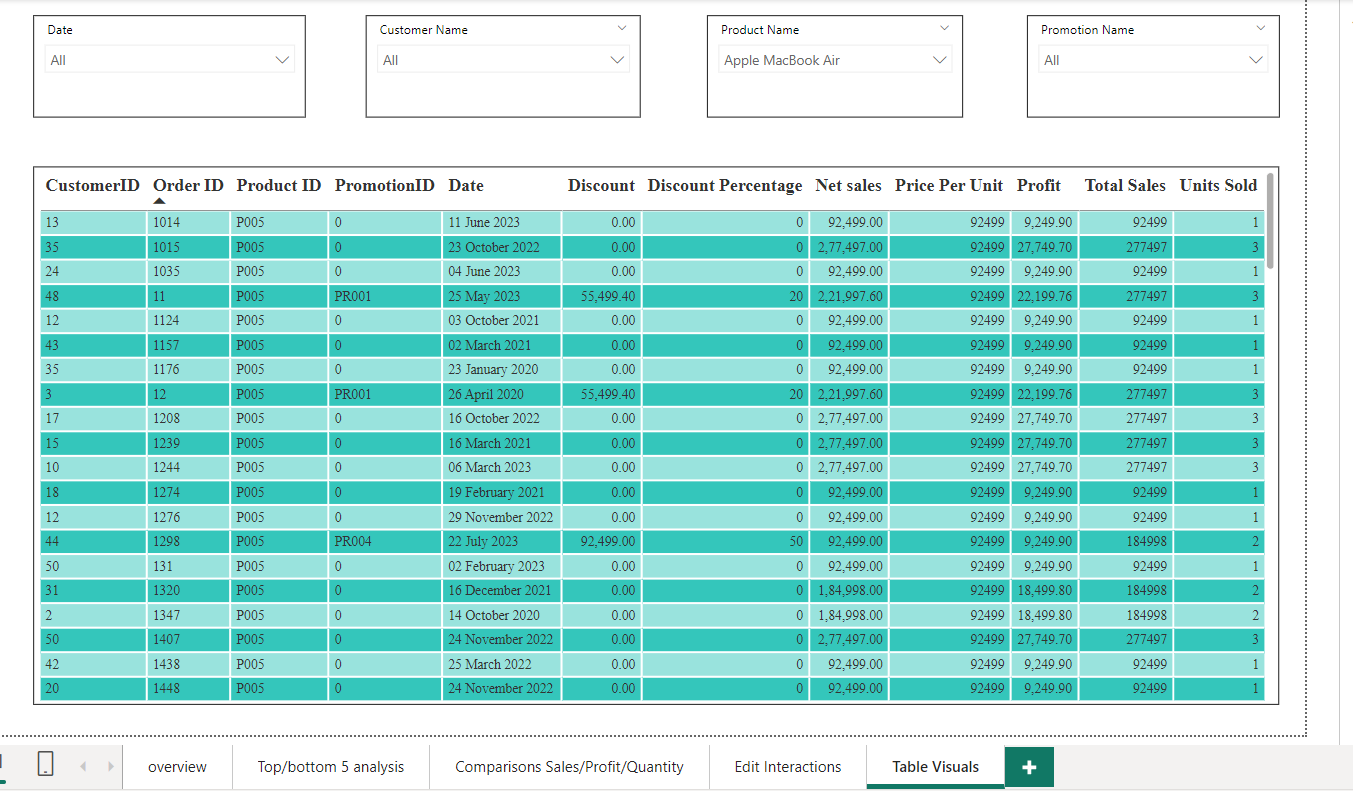 Date Customer Name Product Name Promotion Name
All All Apple MacBook Air All
CustomerID Order ID Product ID PromotionID Date Discount Discount Percentage Net sales Price Per Unit Profit Total Sales Units Sold
13 1014 P005 0 11 June 2023 0.00 0 92,499.00 92499 9,249.90 92499 1
35 1015 P005 0 23 October 2022 0.00 0 2,77,497.00 92499 27,749.70 277497 3
24 1035 P005 0 04 June 2023 0.00 0 92,499.00 92499 9,249.90 92499 1
48 11 P005 PR001 25 May 2023 55,499.40 20 2,21,997.60 92499 22,199.76 277497 3
12 1124 P005 0 03 October 2021 0.00 0 92,499.00 92499 9,249.90 92499 1
43 1157 P005 0 02 March 2021 0.00 0 92,499.00 92499 9,249.90 92499 1
35 1176 P005 0 23 January 2020 0.00 0 92,499.00 92499 9,249.90 92499 1
3 12 P005 PR001 26 April 2020 55,499.40 20 2,21,997.60 92499 22,199.76 277497 3
17 1208 P005 0 16 October 2022 0.00 0 2,77,497.00 92499 27,749.70 277497 3
15 1239 P005 0 16 March 2021 0.00 0 2,77,497.00 92499 27,749.70 277497 3
10 1244 P005 0 06 March 2023 0.00 0 2,77,497.00 92499 27,749.70 277497 3
18 1274 P005 0 19 February 2021 0.00 0 92,499.00 92499 9,249.90 92499 1
12 1276 P005 0 29 November 2022 0.00 0 92,499.00 92499 9,249.90 92499 1
44 1298 P005 PR004 22 July 2023 92,499.00 50 92,499.00 92499 9,249.90 184998 2
50 131 P005 0 02 February 2023 0.00 0 92,499.00 92499 9,249.90 92499 1
31 1320 P005 0 16 December 2021 0.00 0 1,84,998.00 92499 18,499.80 184998 2
2 1347 P005 0 14 October 2020 0.00 0 1,84,998.00 92499 18,499.80 184998 2
50 1407 P005 0 24 November 2022 0.00 0 2,77,497.00 92499 27,749.70 277497 3
42 1438 P005 0 25 March 2022 0.00 0 92,499.00 92499 9,249.90 92499 1
20 1448 P005 0 24 November 2022 0.00 0 92,499.00 92499 9,249.90 92499 1
overview Top/bottom 5 analysis Comparisons Sales/Profit/Quantity Edit Interactions Table Visuals +